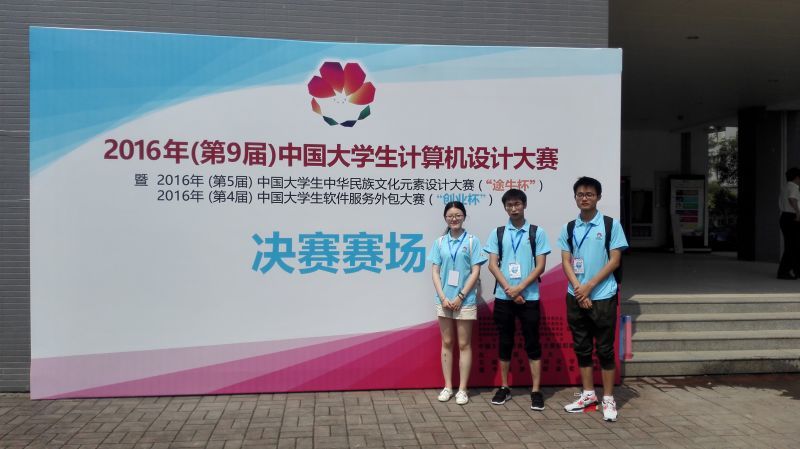 2016年(第9届)中国大学生计算机设计大赛
暨 2016年 (第5届) 中国大学生中华民族文化元素设计大赛 ("途牛杯")
2016年 (第4届) 中国大学生软件服务外包大赛 ("创业杯")
决赛赛场